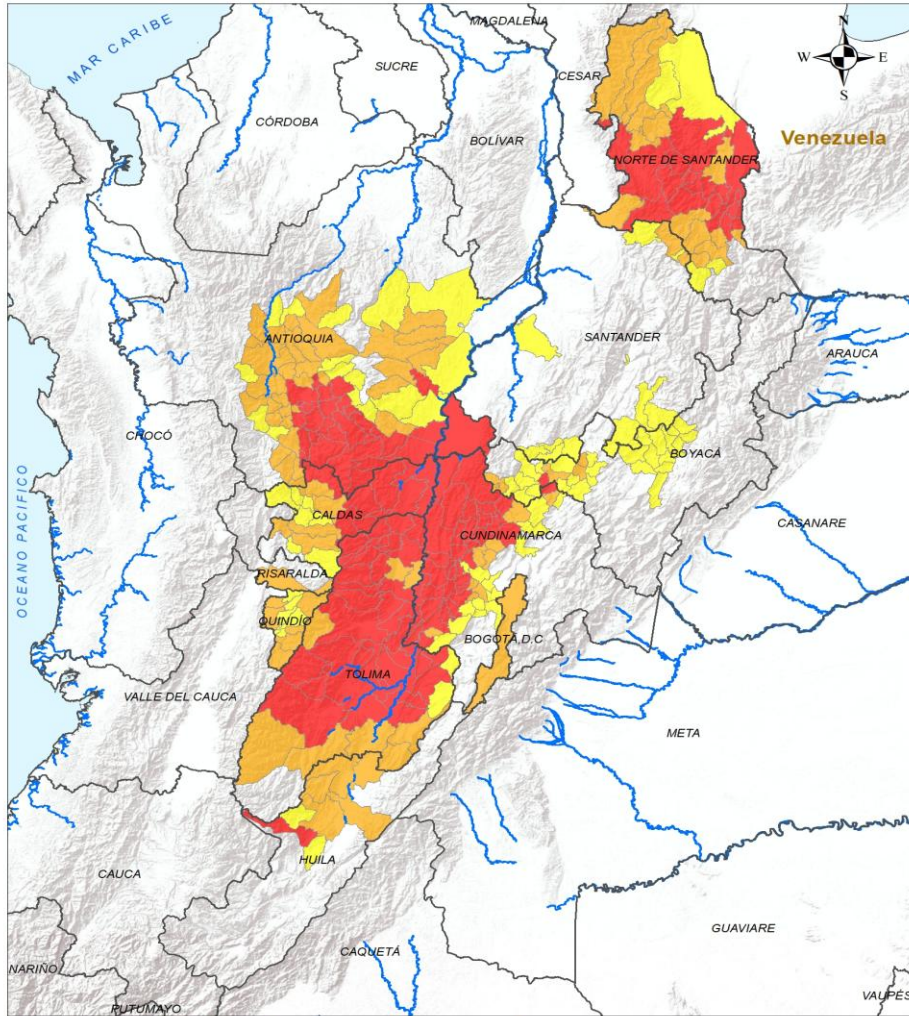 MAGDALENA
N
MAR CARIBE
W
E
SUCRE
CESAR
S
CÓRDOBA
BOLÍVAR
Venezuela
NORTE DE SANTANDER
ANTIOQUIA
SANTANDER
ARAUCA
CHOCÓ
BOYACÁ
OCEANO PACIFICO
CALDAS
CASANARE
CUNDINAMARCA
RISARALDA
QUINDÍO
BOGOTÁ D.C
TOLIMA
VALLE DEL CAUCA
META
HUILA
CAUCA
GUAVIARE
CAQUETÁ
NARIÑO
VAUPÉS
PUTUMAYO